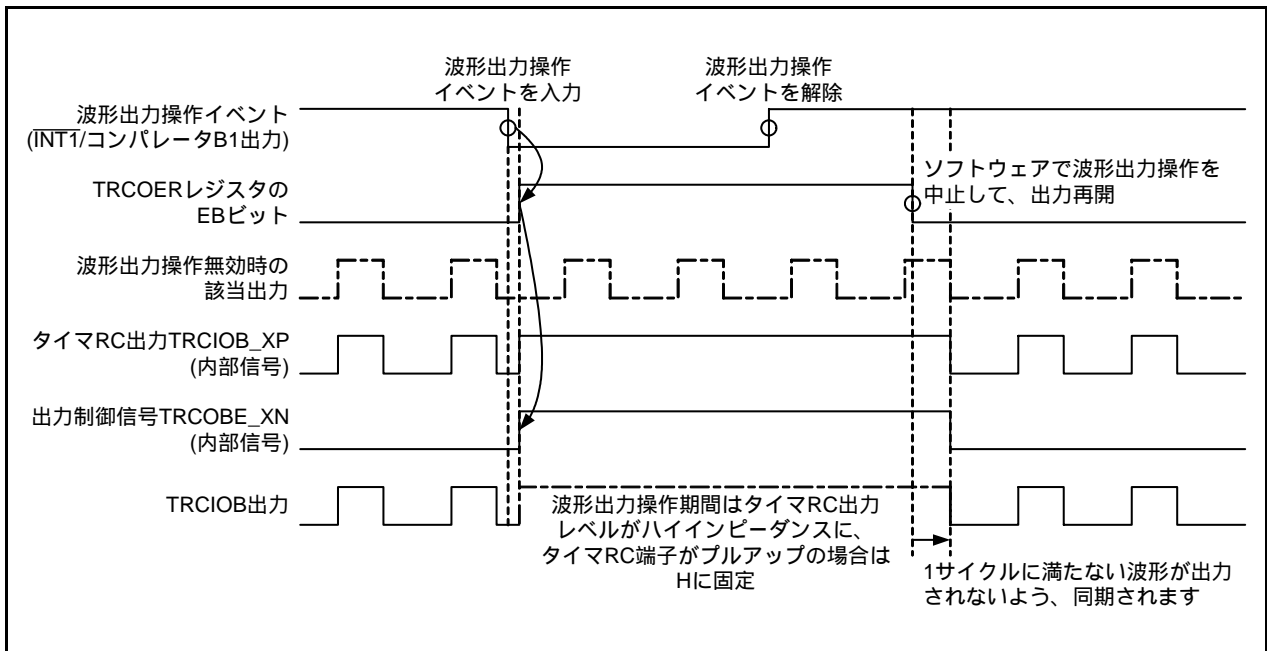 波形出力操作
イベントを入力
波形出力操作
イベントを解除
波形出力操作イベント
(INT1/コンパレータB1出力)
ソフトウェアで波形出力操作を
中止して、出力再開
TRCOERレジスタの
EBビット
波形出力操作無効時の
該当出力
タイマRC出力TRCIOB_XP
(内部信号)
出力制御信号TRCOBE_XN
(内部信号)
TRCIOB出力
波形出力操作期間はタイマRC出力
レベルがハイインピーダンスに、
タイマRC端子がプルアップの場合は
Hに固定
1サイクルに満たない波形が出力
されないよう、同期されます